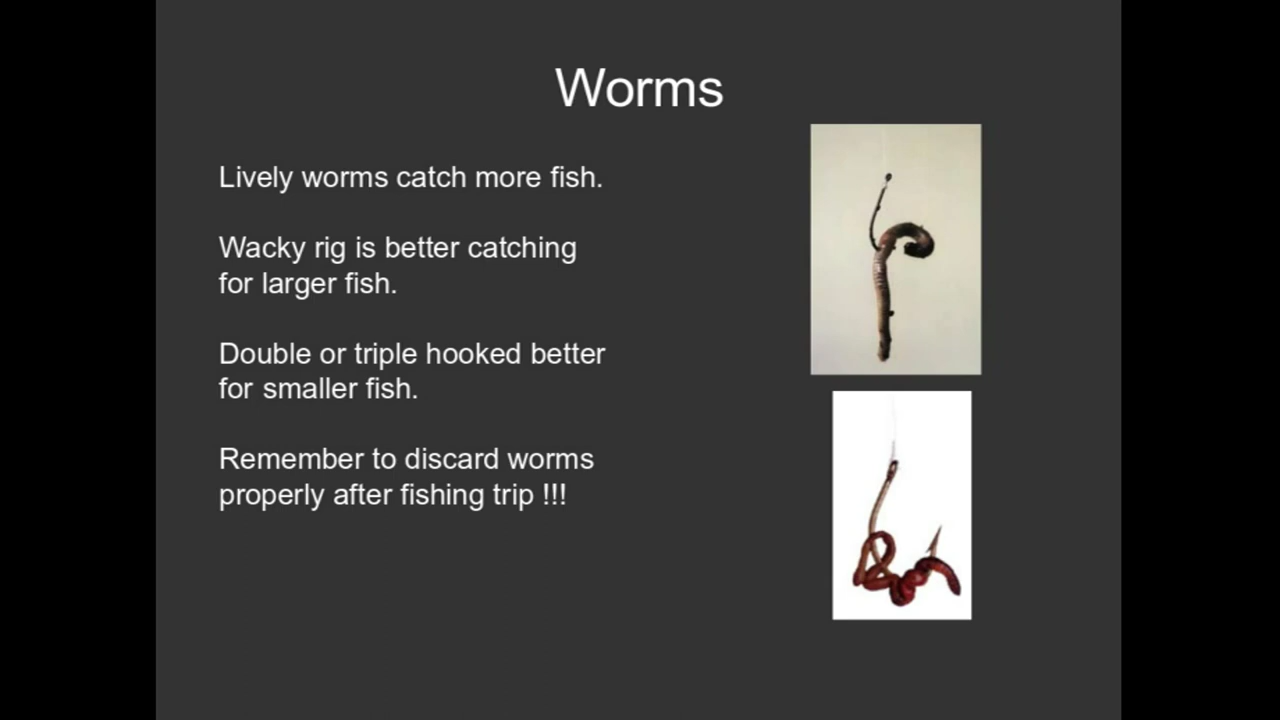 Worms
Lively worms catch more fish.
Wacky rig is better catching
for larger fish.
Double or triple hooked better
for smaller fish.
Remember to discard worms
properly after fishing trip !!!